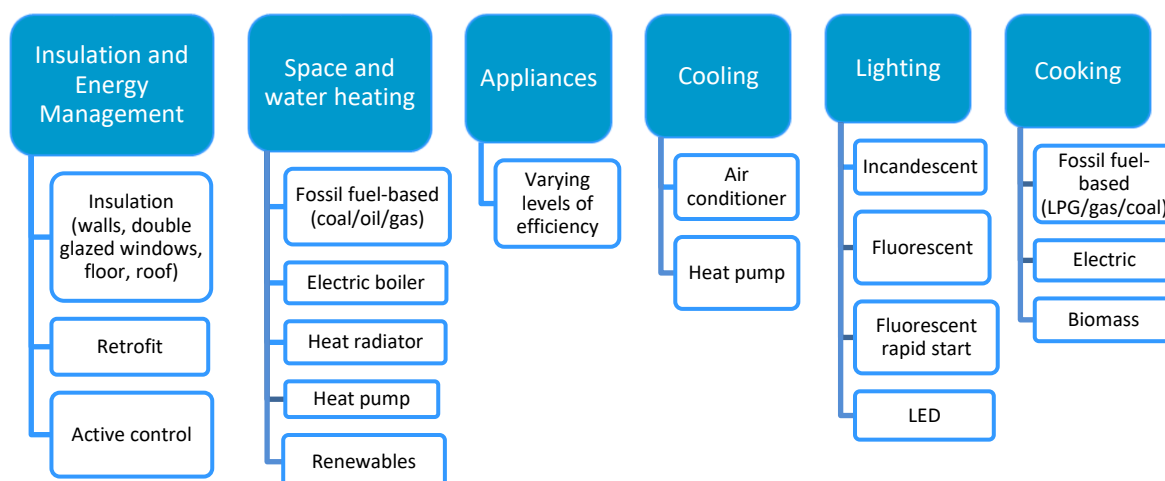 Insulation and
Energy
Management
Insulation
(walls, double
glazed windows,
floor, roof)
Retrofit
Active control
Space and
water heating
Fossil fuel-based
(coal/oil/gas)
Electric boiler
Heat radiator
Heat pump
Renewables
Appliances
Varying
levels of
efficiency
Cooling
Air
conditioner
Heat pump
Lighting
Incandescent
Fluorescent
Fluorescent
rapid start
LED
Cooking
Fossil fuel-
based
(LPG/gas/coal)
Electric
Biomass